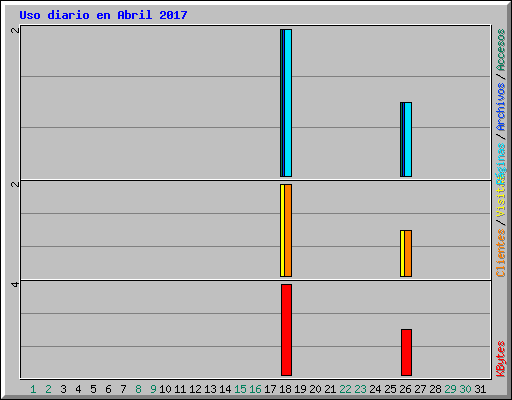 Uso diario en Abril 2017
2
2
4
1 2 3 4 5 6 7 8 9 10 11 12 13 14 15 16 17 18 19 20 21 22 23 24 25 26 27 28 29 30 31
Páginas / Archivos / Accesos
Clientes / Visitas
KBytes